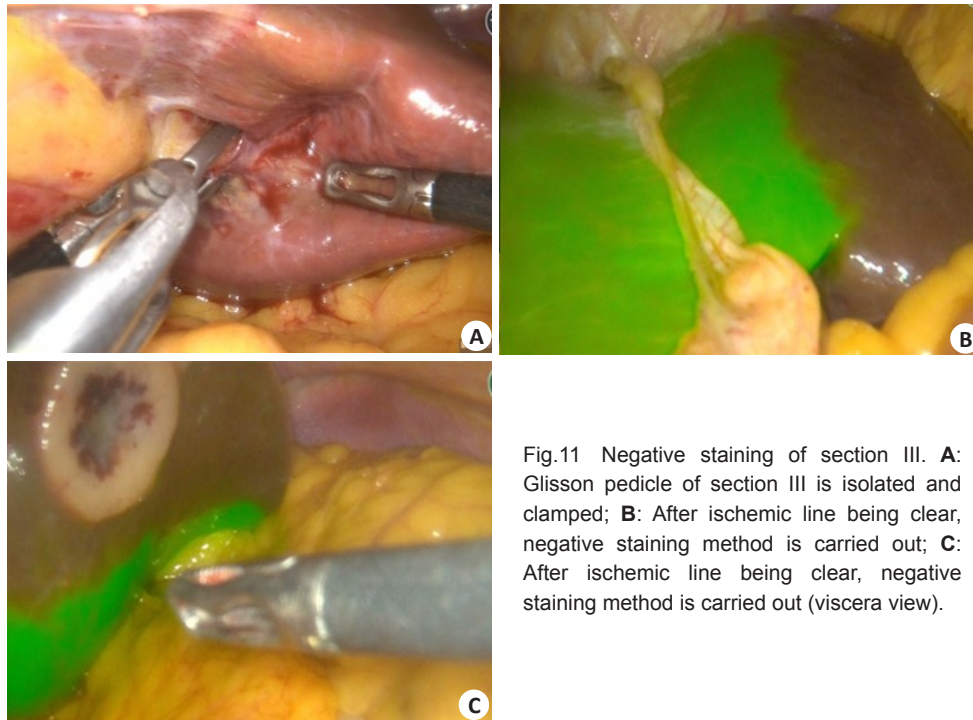 A
B
C
Fig.11 Negative staining of section III. A:
Glisson pedicle of section III is isolated and
clamped; B: After ischemic line being clear,
negative staining method is carried out; C:
After ischemic line being clear, negative
staining method is carried out (viscera view).